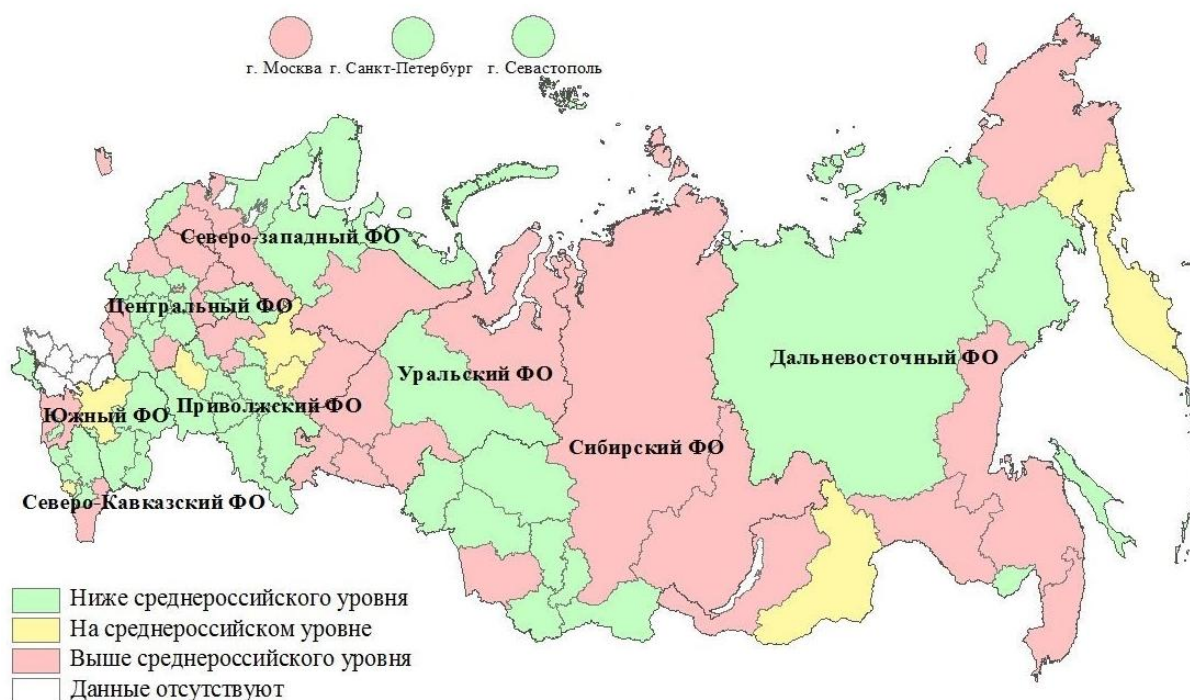 г. Москва г. Санкт-Петербург г. Севастополь
Северо-западный ФО
Центральный ФО
Дальневосточный ФО
Уральский ФО
Приволжский ФО
Южный ФО
Сибирский ФО
Северо-Кавказский ФО
Ниже среднероссийского уровня
На среднероссийском уровне
Выше среднероссийского уровня
Данные отсутствуют